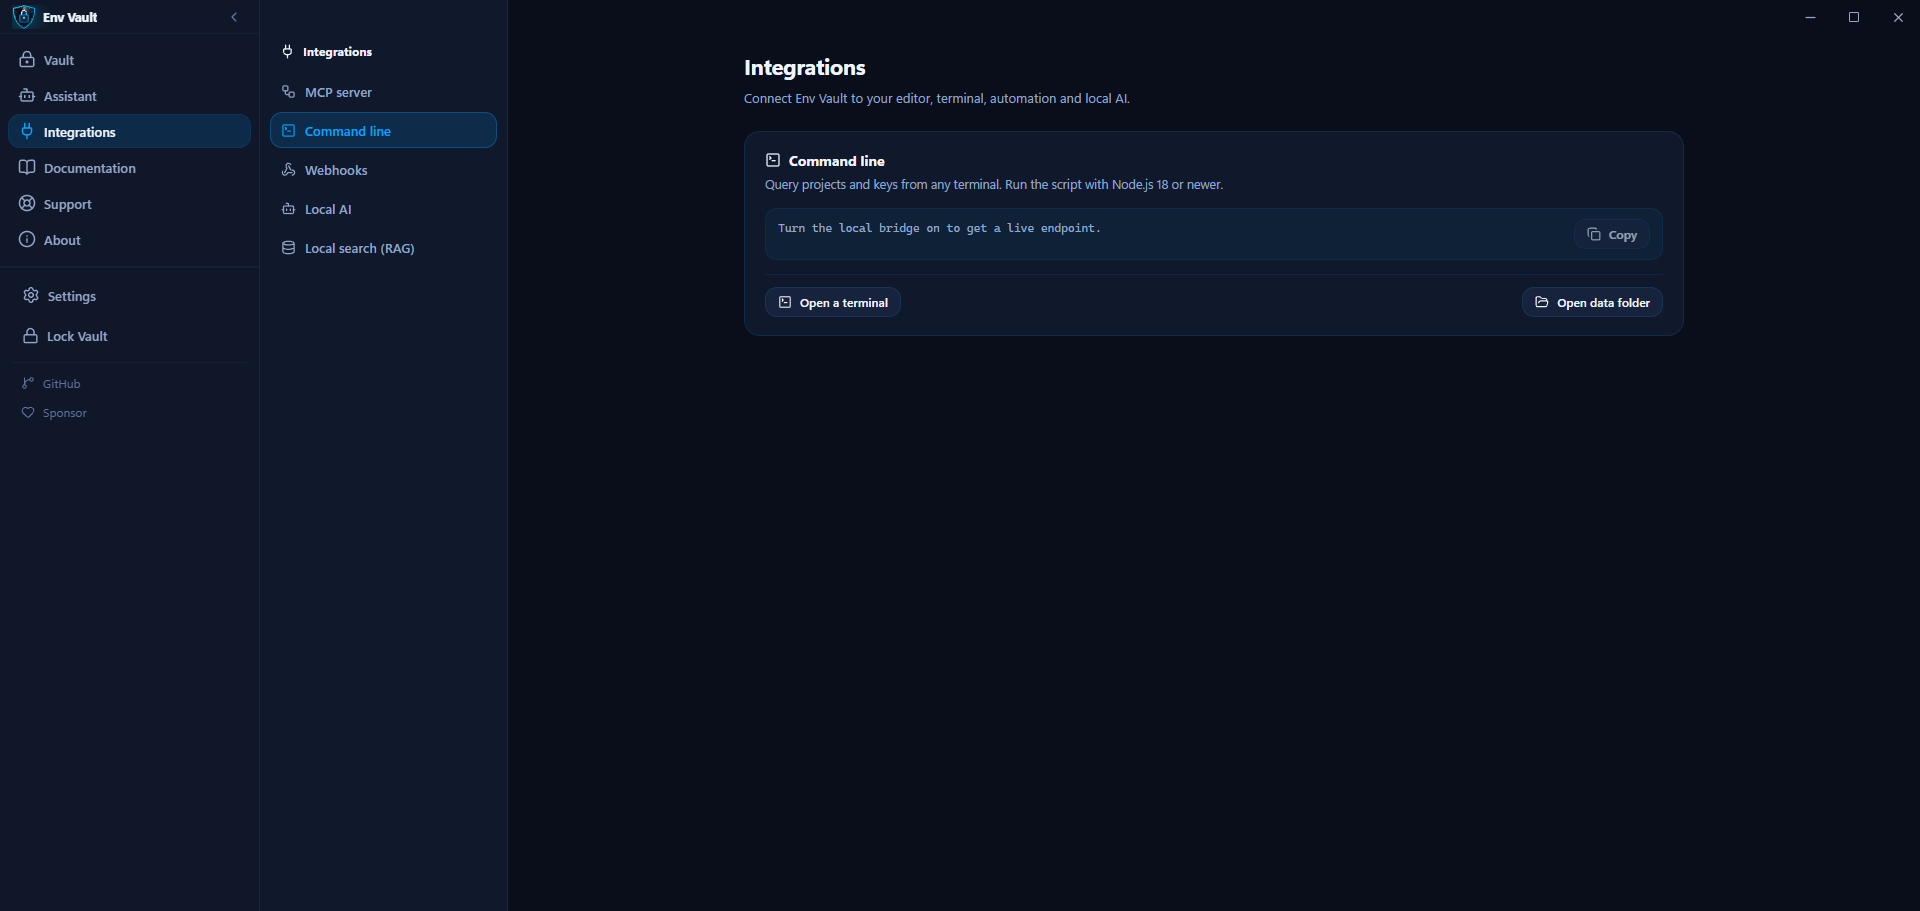 Env Vault
Vault
Assistant
Integrations
Documentation
Support
About
Settings
Lock Vault
GitHub
Sponsor
Integrations
MCP server
Command line
Webhooks
Local AI
Local search (RAG)
Integrations
Connect Env Vault to your editor, terminal, automation and local AI.
Command line
Query projects and keys from any terminal. Run the script with Node.js 18 or newer.
Turn the local bridge on to get a live endpoint.
Copy
Open a terminal
Open data folder